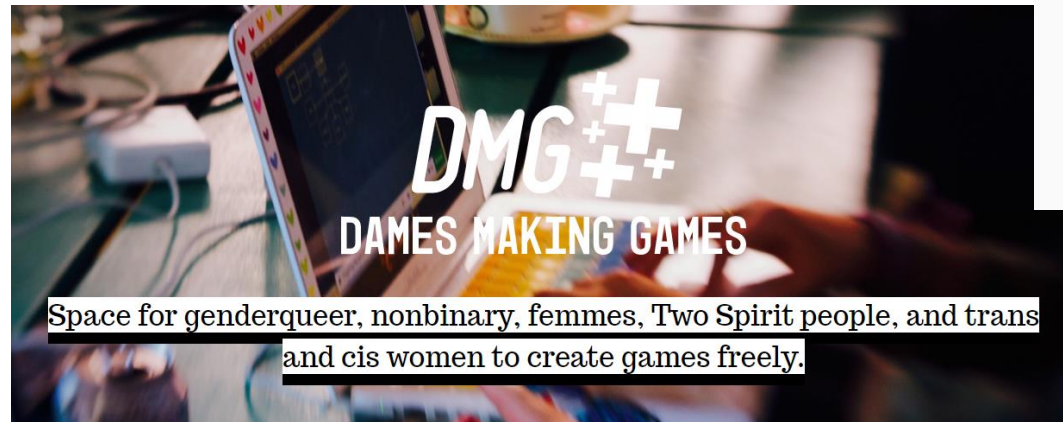 DMG
DAMES MAKING GAMES
Space for genderqueer, nonbinary, femmes, Two Spirit people, and trans
and cis women to create games freely.